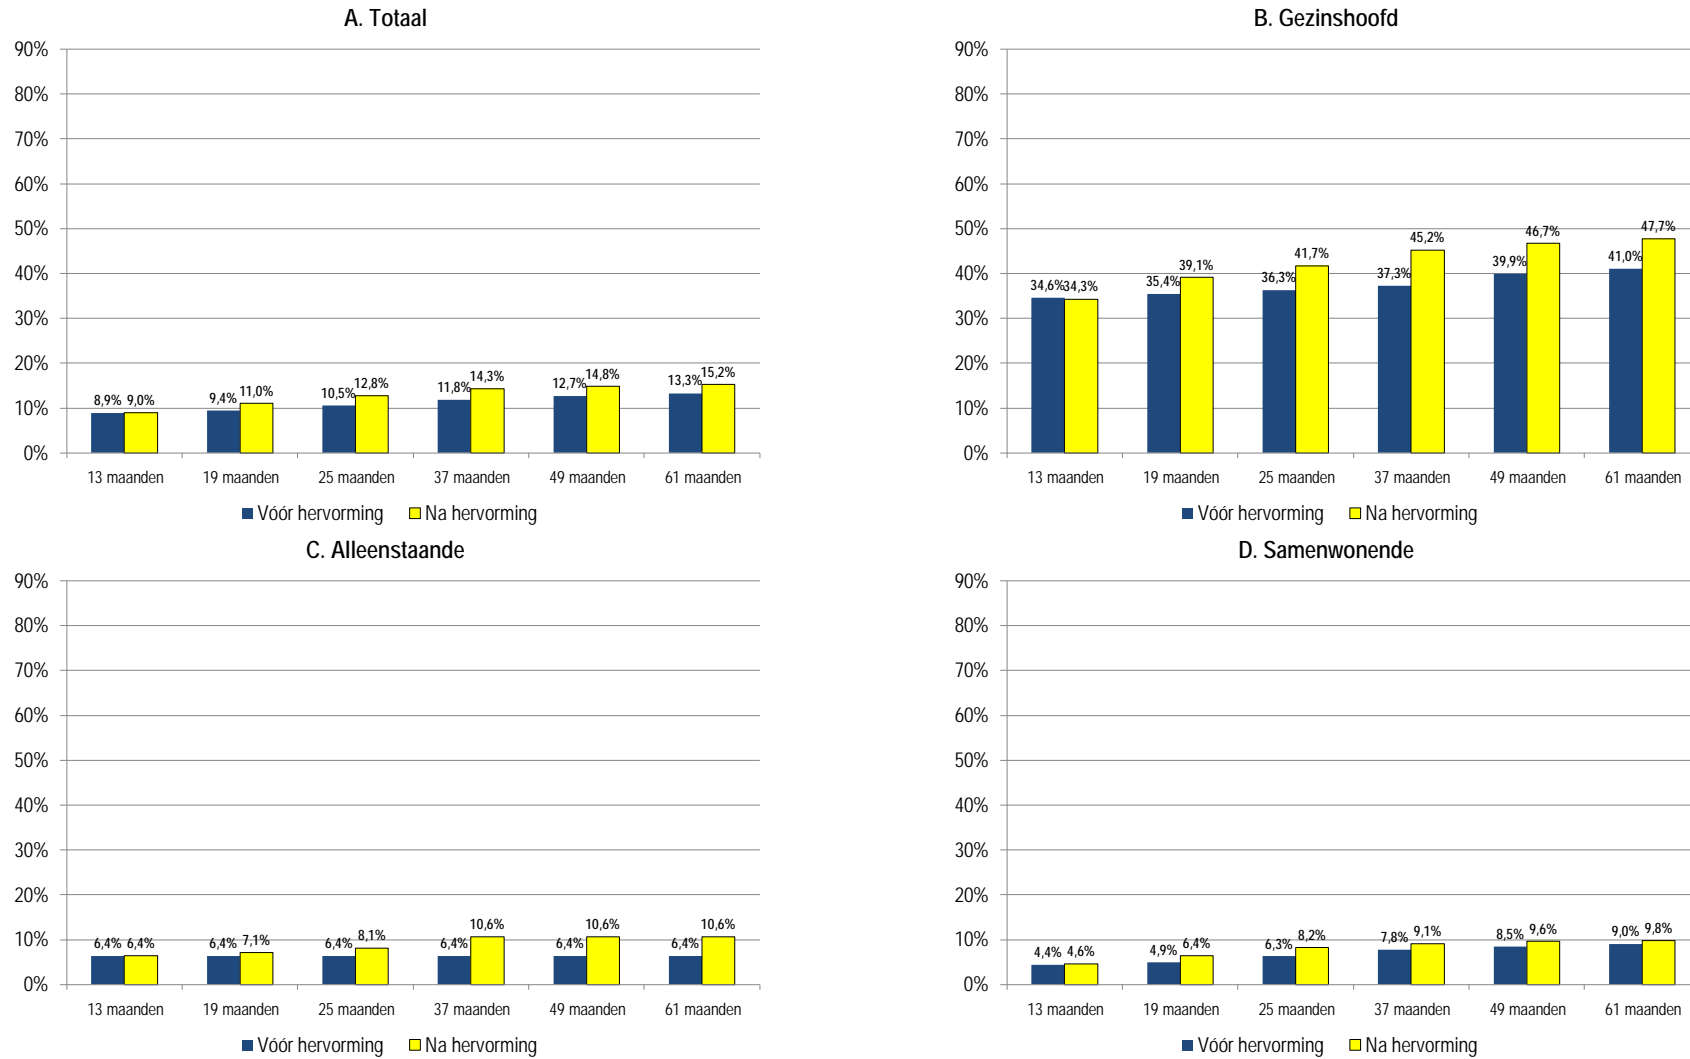 A. Totaal
90%
80%
70%
60%
50%
40%
30%
20%
10%
0%
8,9% 9,0% 9,4% 11,0% 10,5% 12,8% 11,8% 14,3% 12,7% 14,8% 13,3% 15,2%
13 maanden 19 maanden 25 maanden 37 maanden 49 maanden 61 maanden
Vóór hervorming Na hervorming
B. Gezinshoofd
90%
80%
70%
60%
50%
40%
30%
20%
10%
0%
34,6% 34,3% 35,4% 39,1% 36,3% 41,7% 37,3% 45,2% 39,9% 46,7% 41,0% 47,7%
13 maanden 19 maanden 25 maanden 37 maanden 49 maanden 61 maanden
Vóór hervorming Na hervorming
C. Alleenstaande
90%
80%
70%
60%
50%
40%
30%
20%
10%
0%
6,4% 6,4% 6,4% 7,1% 6,4% 8,1% 6,4% 10,6% 6,4% 10,6% 6,4% 10,6%
13 maanden 19 maanden 25 maanden 37 maanden 49 maanden 61 maanden
Vóór hervorming Na hervorming
D. Samenwonende
90%
80%
70%
60%
50%
40%
30%
20%
10%
0%
4,4% 4,6% 4,9% 6,4% 6,3% 8,2% 7,8% 9,1% 8,5% 9,6% 9,0% 9,8%
13 maanden 19 maanden 25 maanden 37 maanden 49 maanden 61 maanden
Vóór hervorming Na hervorming